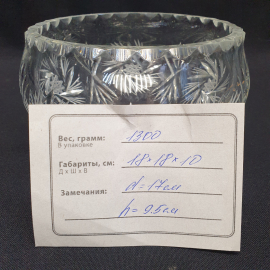 Вес, грамм: 1300
В упаковке
Габариты, см: 18×18×10
Д х Ш х В
Замечания: d=17см
h=9.5см